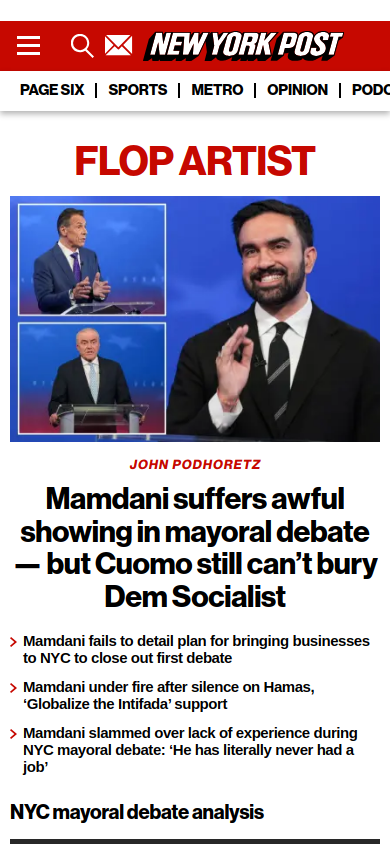 NEW YORK POST
PAGE SIX
SPORTS
METRO
OPINION
PODC
FLOP ARTIST
JOHN PODHORETZ
Mamdani suffers awful
showing in mayoral debate
— but Cuomo still can’t bury
Dem Socialist
Mamdani fails to detail plan for bringing businesses
to NYC to close out first debate
Mamdani under fire after silence on Hamas,
‘Globalize the Intifada’ support
Mamdani slammed over lack of experience during
NYC mayoral debate: ‘He has literally never had a
job’
NYC mayoral debate analysis